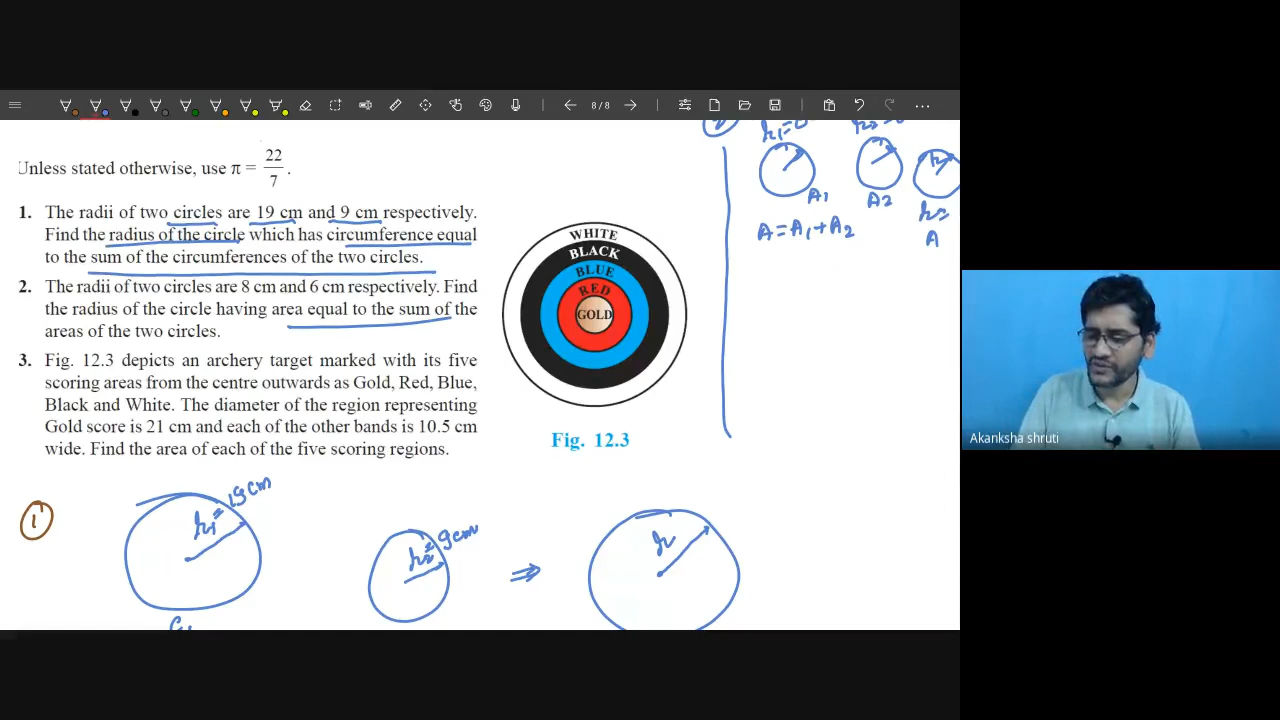 8/8
Unless stated otherwise, use π = 22/7.
1. The radii of two circles are 19 cm and 9 cm respectively.
Find the radius of the circle which has circumference equal
to the sum of the circumferences of the two circles.
2. The radii of two circles are 8 cm and 6 cm respectively. Find
the radius of the circle having area equal to the sum of the
areas of the two circles.
3. Fig. 12.3 depicts an archery target marked with its five
scoring areas from the centre outwards as Gold, Red, Blue,
Black and White. The diameter of the region representing
Gold score is 21 cm and each of the other bands is 10.5 cm
wide. Find the area of each of the five scoring regions.
WHITE
BLACK
BLUE
RED
GOLD
Fig. 12.3
A1
A2
A
A = A1 + A2
Akanksha shruti
1
r1 = 19cm
r2 = 9cm
⇒
r